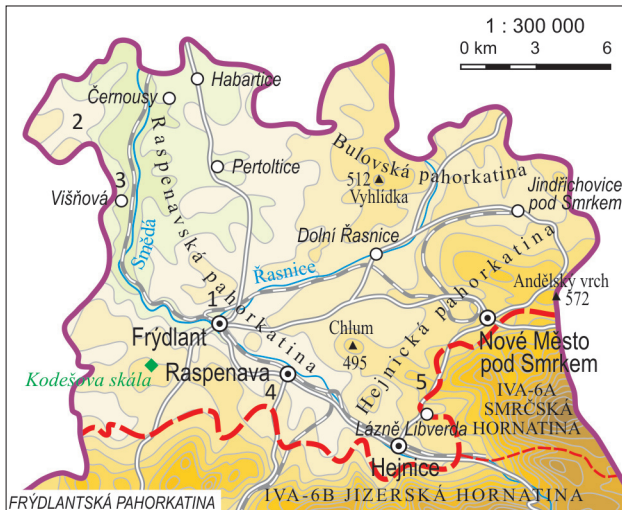 1 : 300 000
0 km 3 6
Habartice
Černousy
2
Raspenavská pahorkatina
Bulovská pahorkatina
Pertoltice
512
Vyhlídka
3
Višňová
Jindřichovice
pod Smrkem
Smědá
Dolní Řasnice
Řasnice
Andělský vrch
572
1
Frýdlant
Chlum
495
Hejnická pahorkatina
Nové Město
pod Smrkem
Kodešova skála
Raspenava
4
5
IVA-6A
SMRČSKÁ
HORNATINA
Lázně Libverda
Hejnice
FRÝDLANTSKÁ PAHORKATINA
IVA-6B JIZERSKÁ HORNATINA